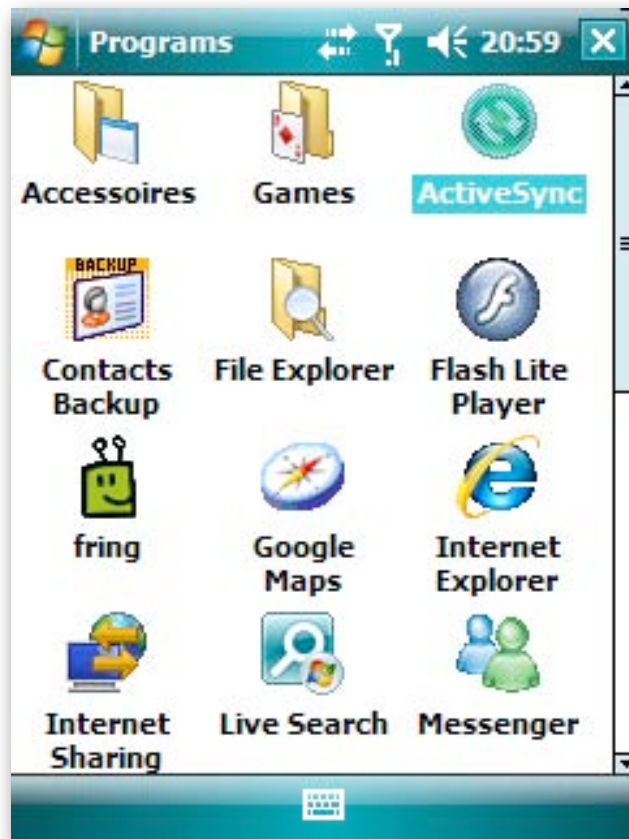 Programs 20:59
Accessoires Games ActiveSync
BACKUP
Contacts Backup File Explorer Flash Lite Player
fring Google Maps Internet Explorer
Internet Sharing Live Search Messenger